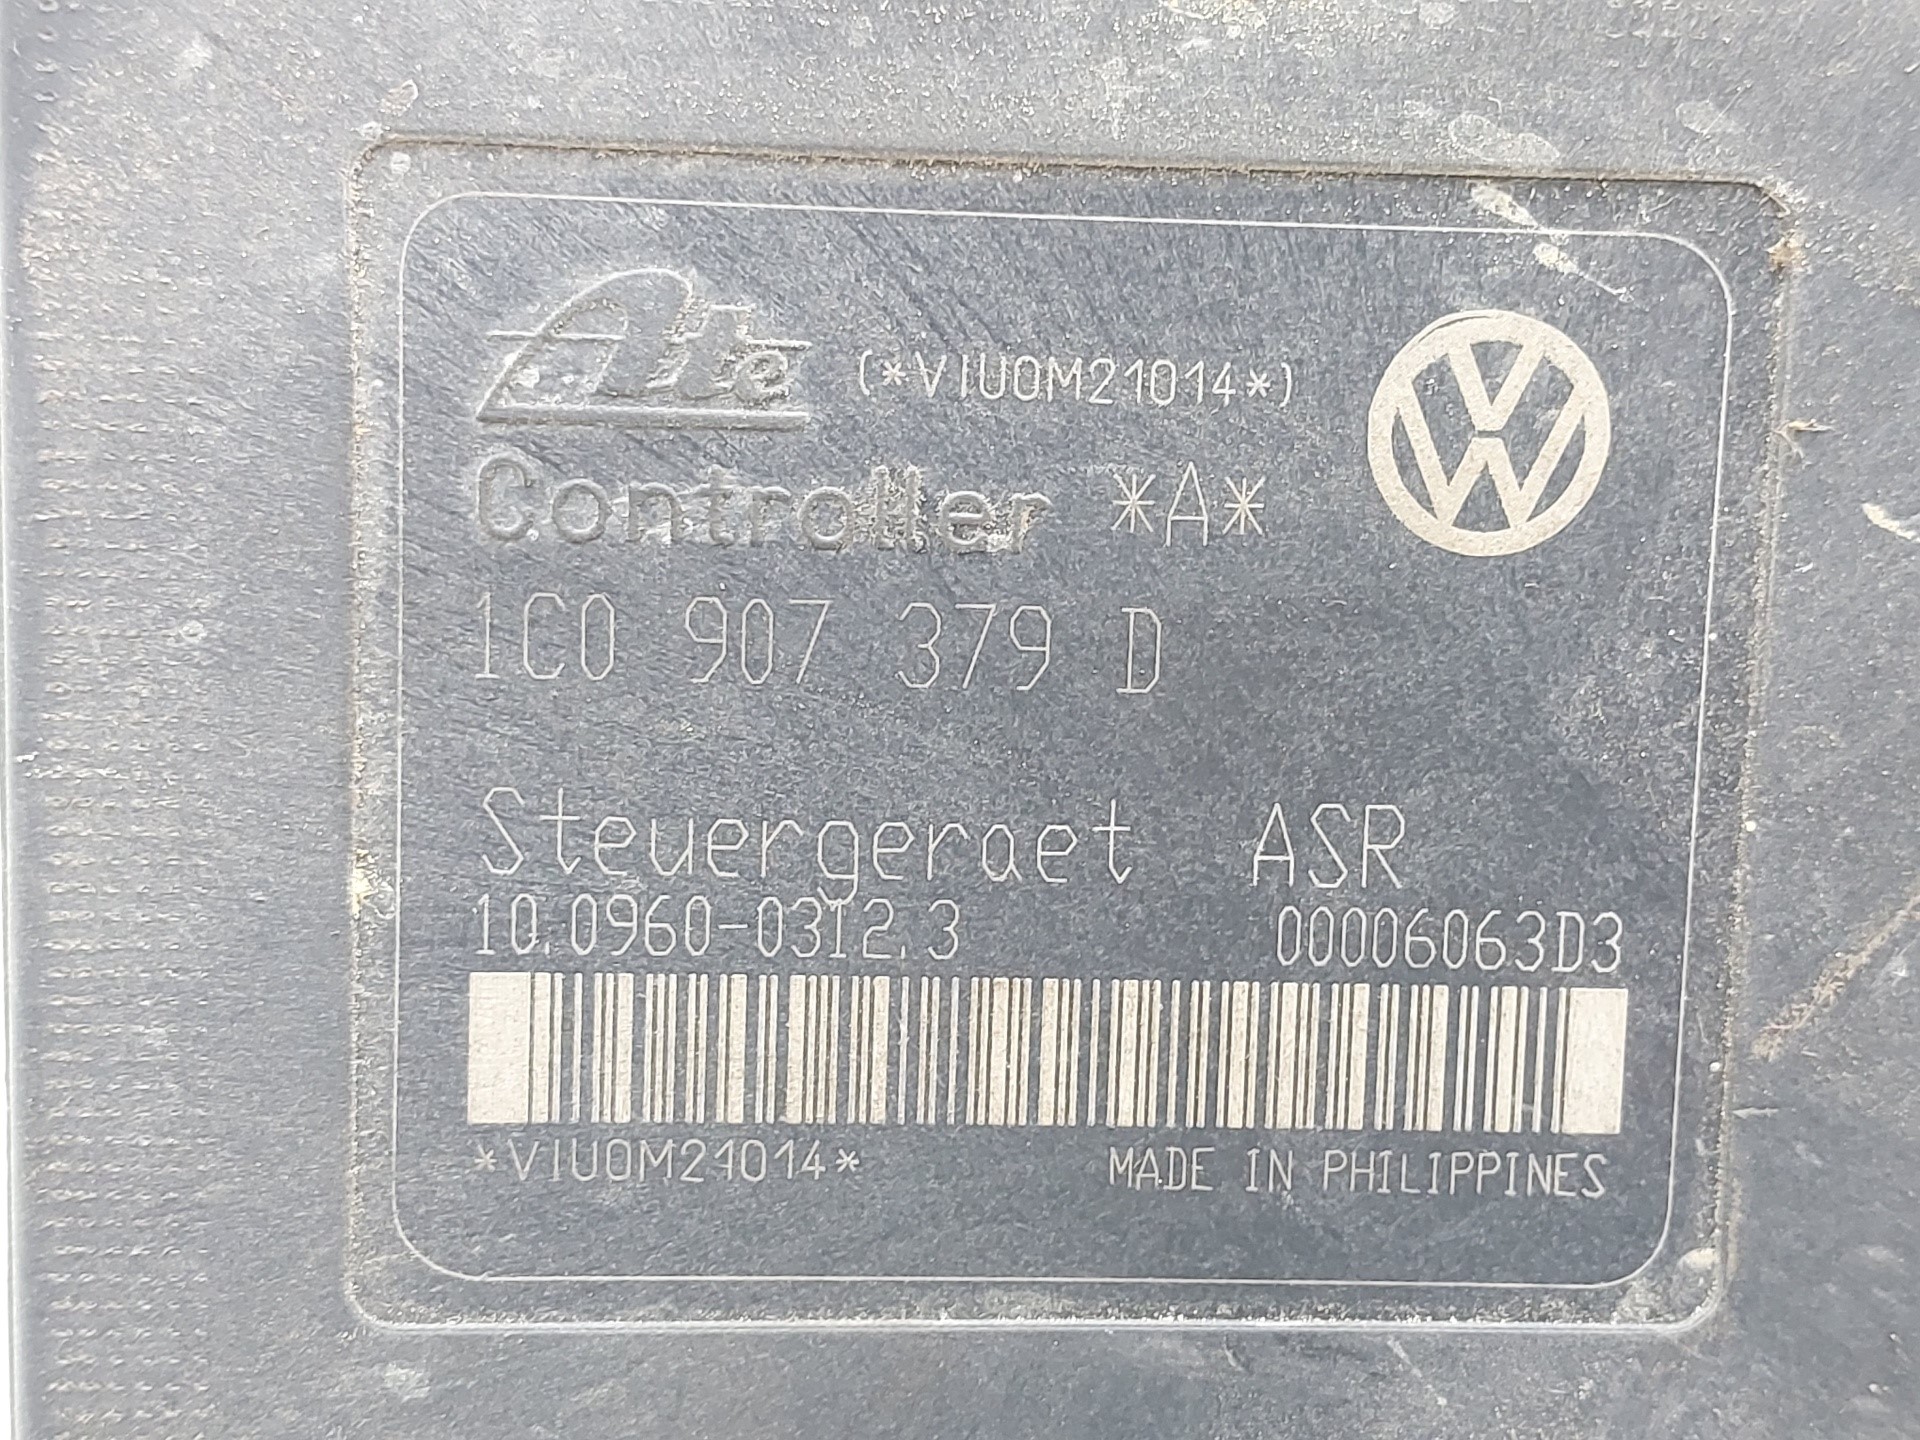 Ate (*VIU0M21014*)
Controller *A*
1C0 907 379 D
Steuergeraet ASR
10.0960-0312.3 00006063D3
*VIU0M21014* MADE IN PHILIPPINES